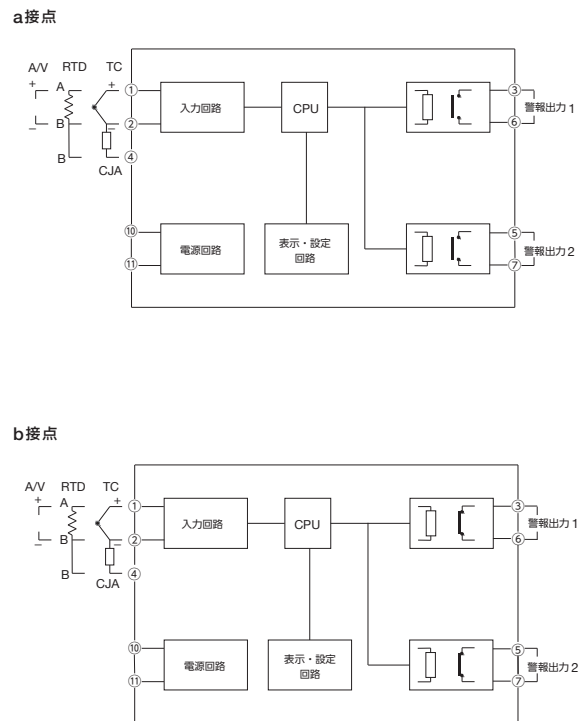 a接点
A/V RTD TC
+ A + ① ③
入力回路 CPU 警報出力1
− B − ② ⑥
B ④
CJA
⑩ ⑤
電源回路 表示・設定 警報出力2
回路
⑪ ⑦
b接点
A/V RTD TC
+ A + ① ③
入力回路 CPU 警報出力1
− B − ② ⑥
B ④
CJA
⑩ ⑤
電源回路 表示・設定 警報出力2
回路
⑪ ⑦